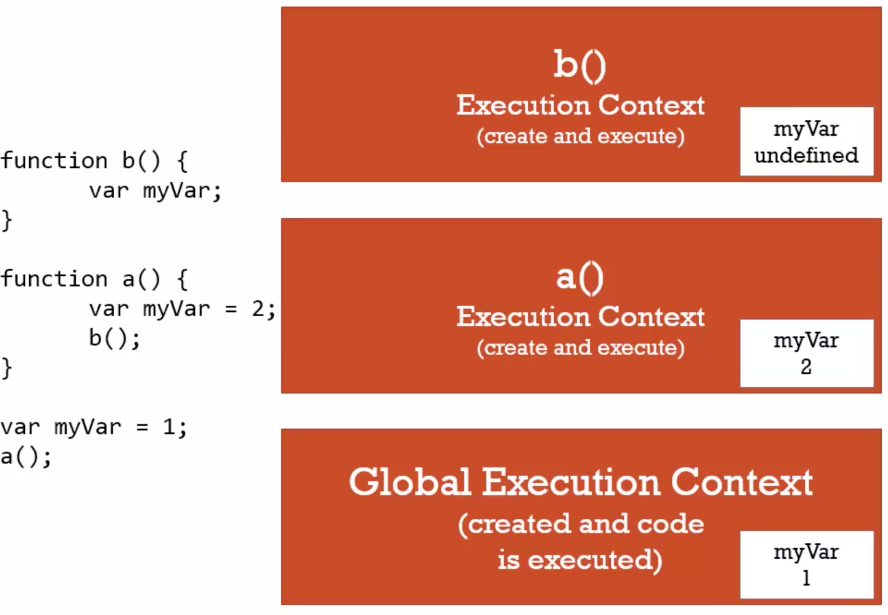 function b() {
var myVar;
}
function a() {
var myVar = 2;
b();
}
var myVar = 1;
a();
b()
Execution Context
(create and execute)
myVar
undefined
a()
Execution Context
(create and execute)
myVar
2
Global Execution Context
(created and code
is executed)
myVar
1